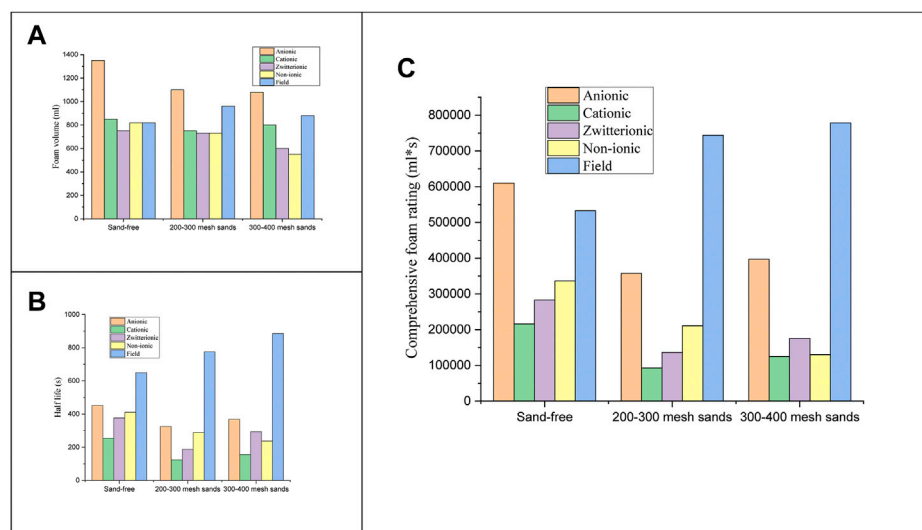 A
Anionic
Cationic
Zwitterionic
Non-ionic
Field
1400
1200
1000
800
600
400
200
0
Foam volume (ml)
Sand-free 200-300 mesh sands 300-400 mesh sands
B
Anionic
Cationic
Zwitterionic
Non-ionic
Field
1000
800
600
400
200
0
Half life (s)
Sand-free 200-300 mesh sands 300-400 mesh sands
C
Anionic
Cationic
Zwitterionic
Non-ionic
Field
800000
700000
600000
500000
400000
300000
200000
100000
0
Comprehensive foam rating (ml*s)
Sand-free 200-300 mesh sands 300-400 mesh sands